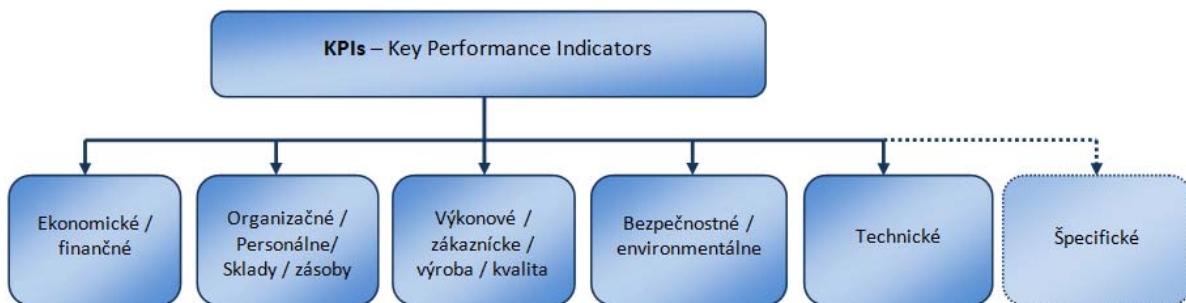 KPIs – Key Performance Indicators
Ekonomické /
finančné
Organizačné /
Personálne/
Sklady / zásoby
Výkonové /
zákaznícke /
výroba / kvalita
Bezpečnostné /
environmentálne
Technické
Špecifické